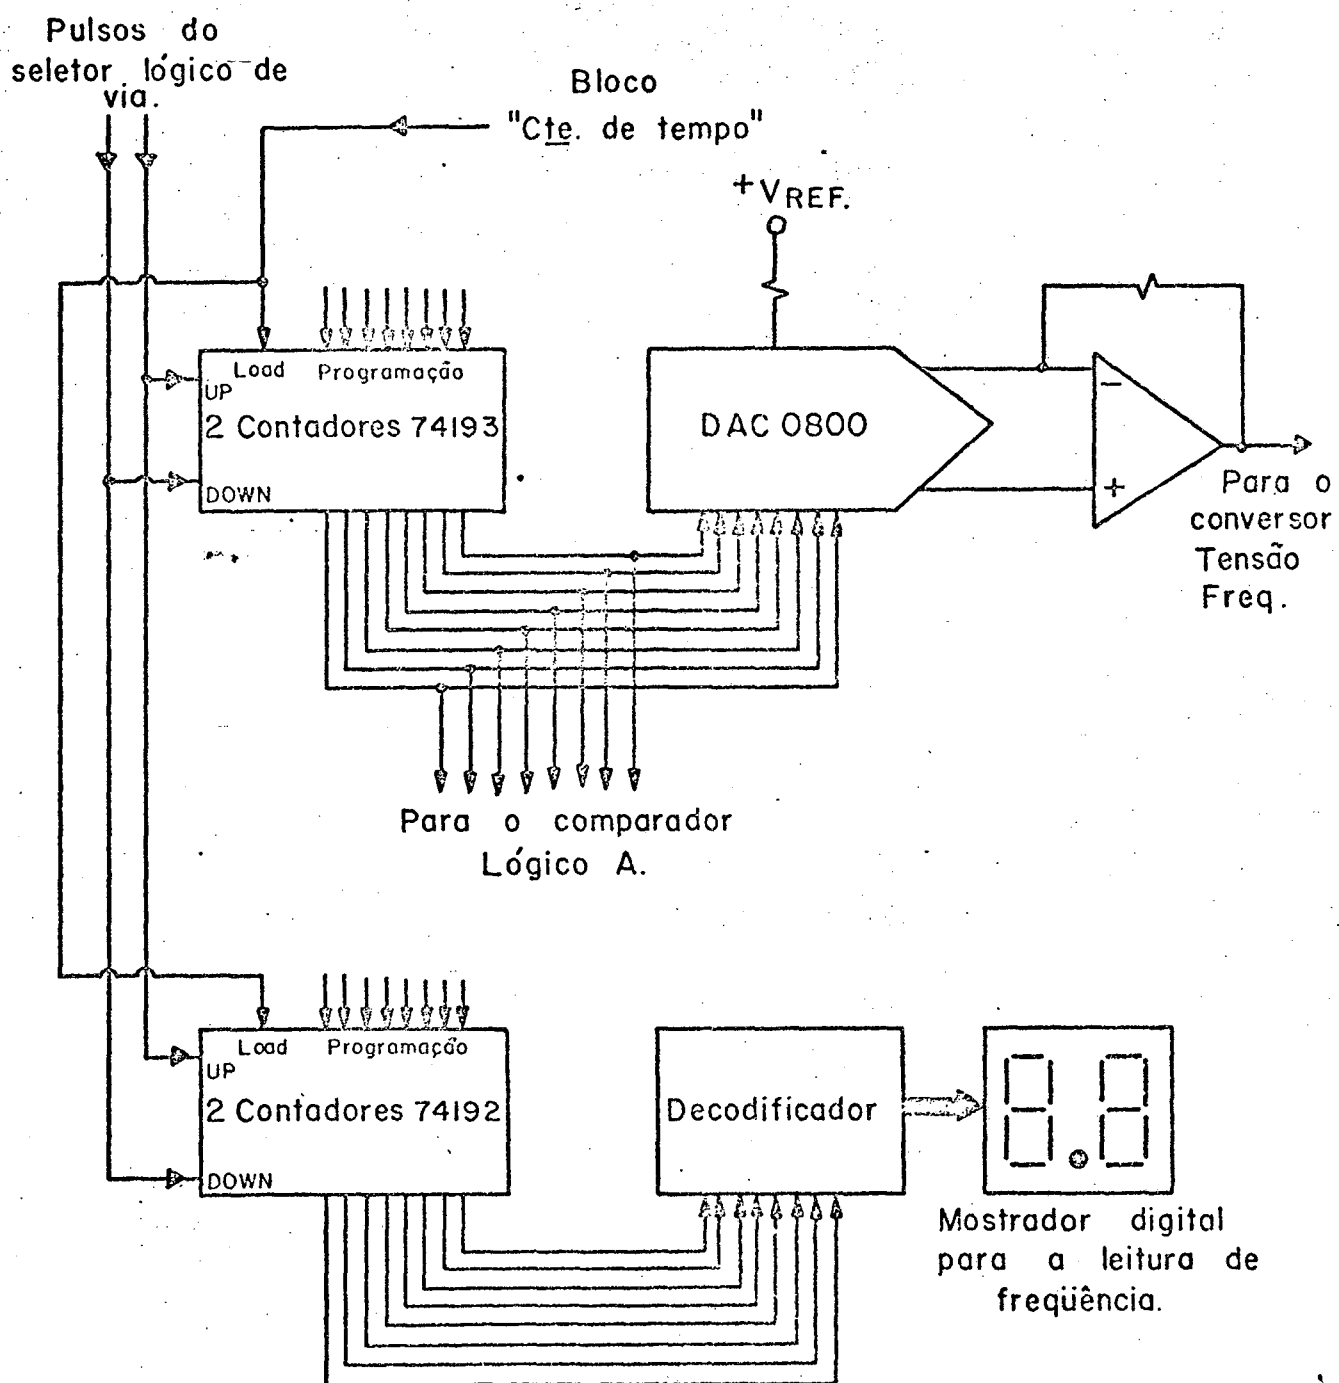 Pulsos do
seletor lógico de
via.
Bloco
"Cte. de tempo"
+VREF.
Load Programação
UP
2 Contadores 74193
DOWN
DAC 0800
−
+
Para o
conversor
Tensão
Freq.
Para o comparador
Lógico A.
Load Programação
UP
2 Contadores 74192
DOWN
Decodificador
8.8
Mostrador digital
para a leitura de
freqüência.